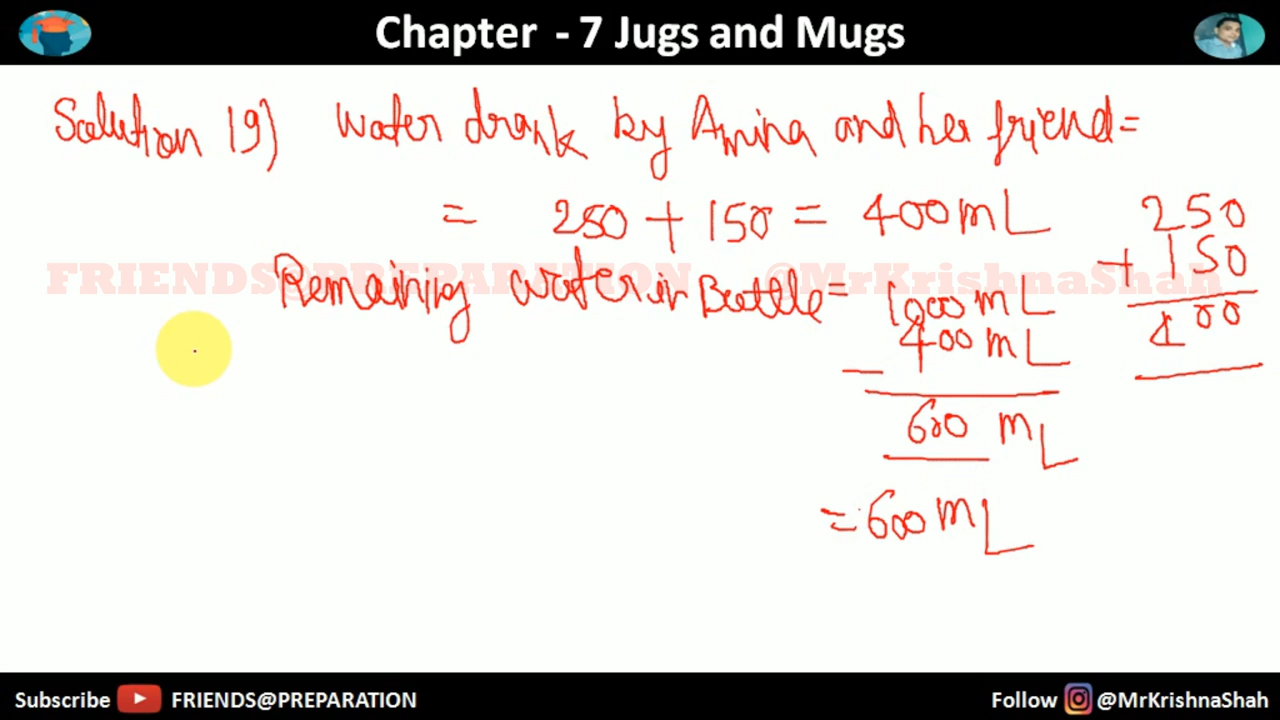 Chapter - 7 Jugs and Mugs
Solution 19) Water drank by Amina and her friend =
= 250 + 150 = 400 mL
250
+ 150
400
FRIENDS@PREPARATION @MrKrishnaShah
Remaining water in Bottle = 1000 mL
- 400 mL
600 mL
= 600 mL
Subscribe FRIENDS@PREPARATION
Follow @MrKrishnaShah